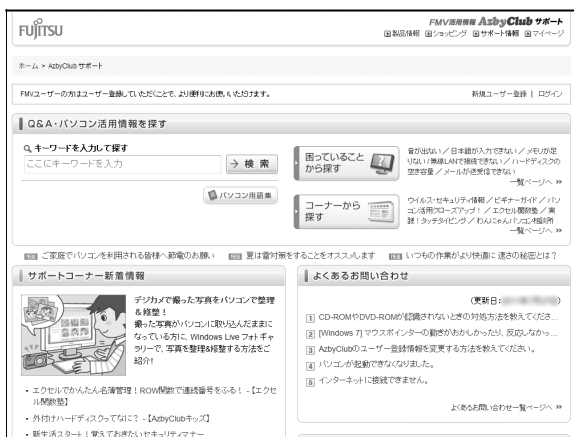 FUJITSU
FMV活用情報 AzbyClub サポート
製品情報 ショッピング サポート情報 マイページ
ホーム > AzbyClub サポート
FMVユーザーの方はユーザー登録していただくことで、より便利にお使いいただけます。
新規ユーザー登録 | ログイン
Q&A・パソコン活用情報を探す
キーワードを入力して探す
ここにキーワードを入力
検索
パソコン用語集
困っていること
から探す
音が出ない／日本語が入力できない／メモリが足
りない！無線LANで接続できない／ハードディスクの
空き容量／メールが送受信できない
一覧ページへ »
コーナーから
探す
ウイルス・セキュリティ情報／ビギナーガイド／パソ
コン活用クローズアップ！／エクセル関数塾／実
践！タッチタイピング／わんにゃんパソコン相談所
一覧ページへ »
ご家庭でパソコンを利用される皆様へ節電のお願い
夏は雷対策をすることをオススメします
いつもの作業がより快適に 速さの秘密とは？
サポートコーナー新着情報
デジカメで撮った写真をパソコンで整理
&修整！
撮った写真がパソコンに取り込んだままに
なっている方に、Windows Live フォトギャ
ラリーで、写真を整理&修整する方法をご
紹介!
・エクセルでかんたん名簿管理！ROW関数で連続番号をふる！ -【エクセ
ル関数塾】
・外付けハードディスクってなに？ -【AzbyClubキッズ】
・新生活スタート！覚えておきたいセキュリティマナー
よくあるお問い合わせ
(更新日:
1 CD-ROMやDVD-ROMが認識されないときの対処方法を教えてくださ...
2 [Windows 7] マウスポインターの動きがおかしかったり、反応しなかっ...
3 AzbyClubのユーザー登録情報を変更する方法を教えてください。
4 パソコンが起動できなくなりました。
5 インターネットに接続できません。
よくあるお問い合わせ一覧ページへ »